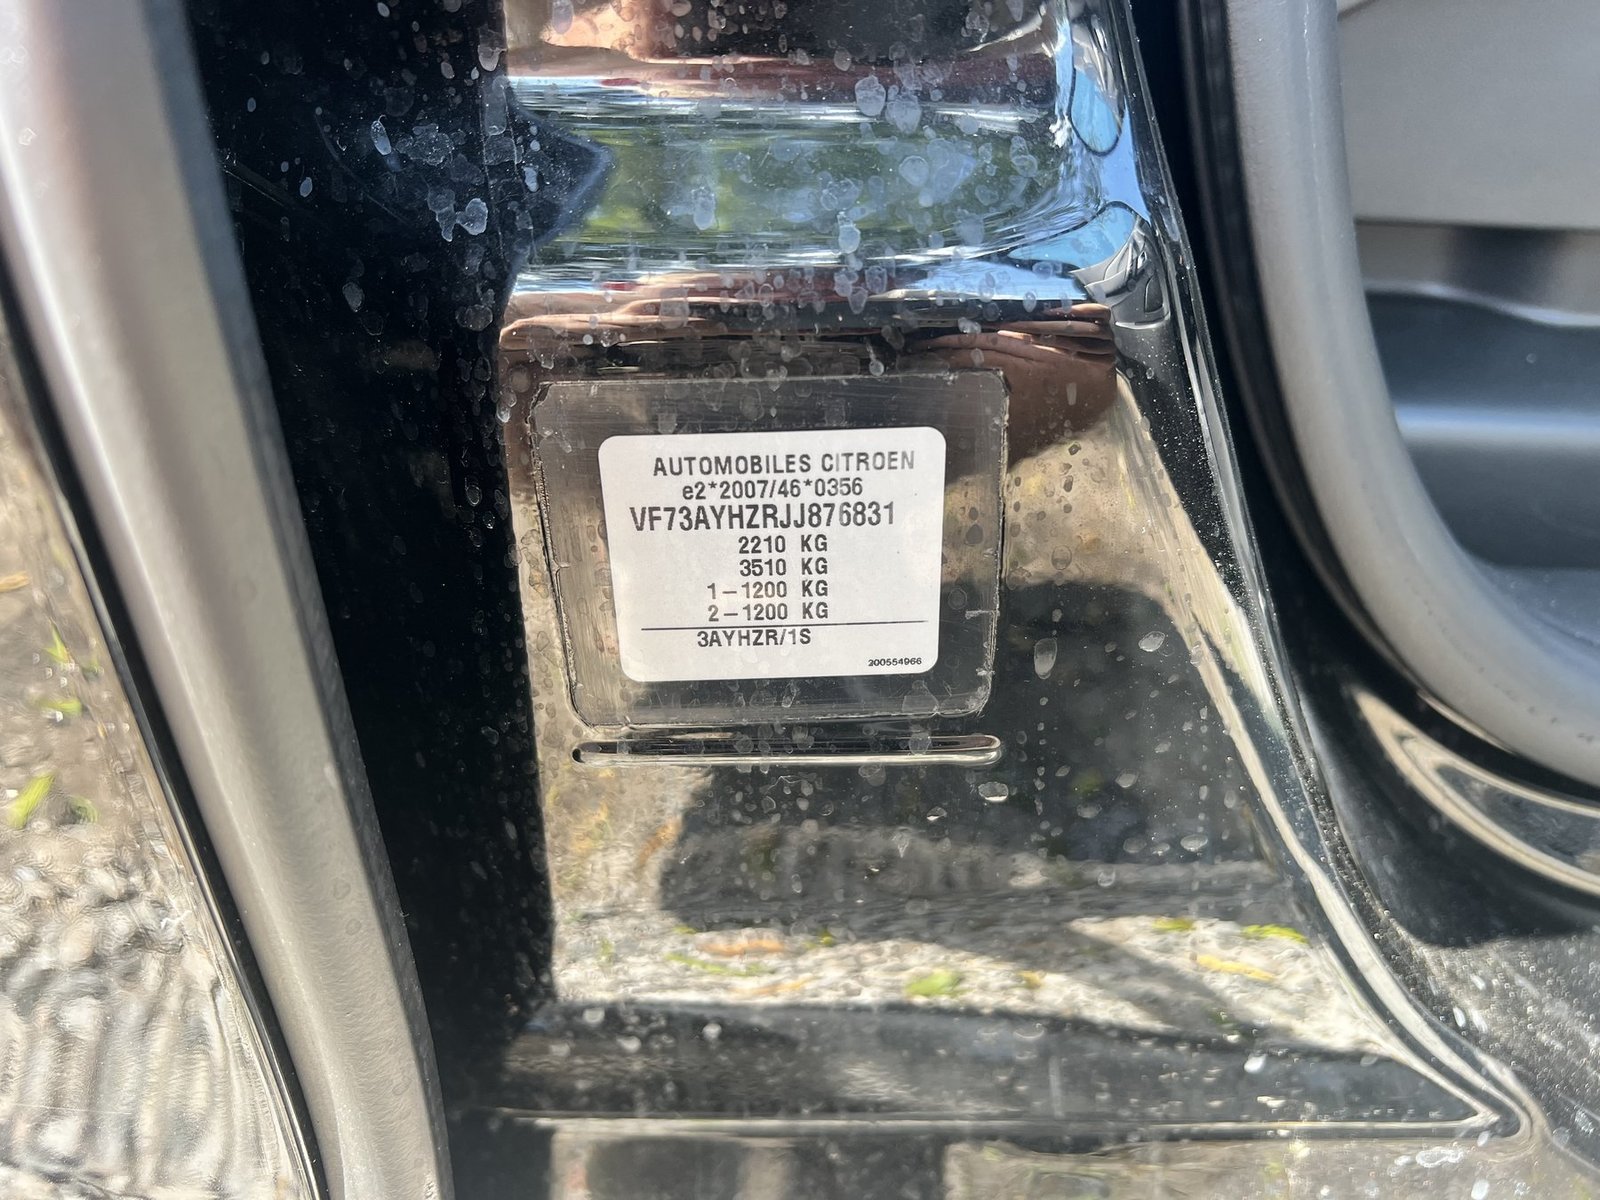 AUTOMOBILES CITROEN
e2*2007/46*0356
VF73AYHZRJJ876831
2210 KG
3510 KG
1-1200 KG
2-1200 KG
3AYHZR/1S
200554966